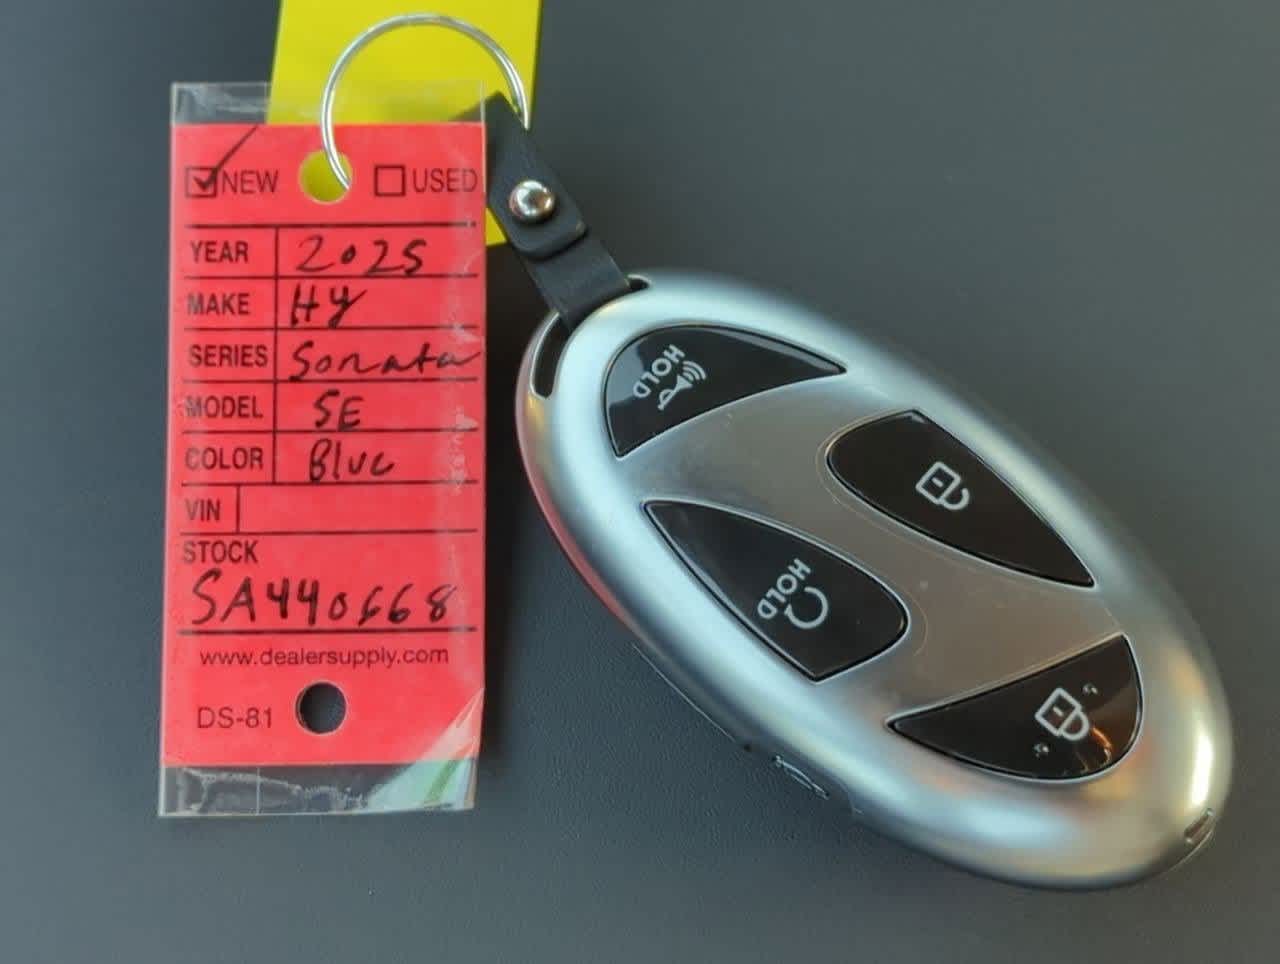 NEW USED
YEAR 2025
MAKE HY
SERIES Sonata
MODEL SE
COLOR Blue
VIN
STOCK
SA440668
www.dealersupply.com
DS-81
HOLD
HOLD